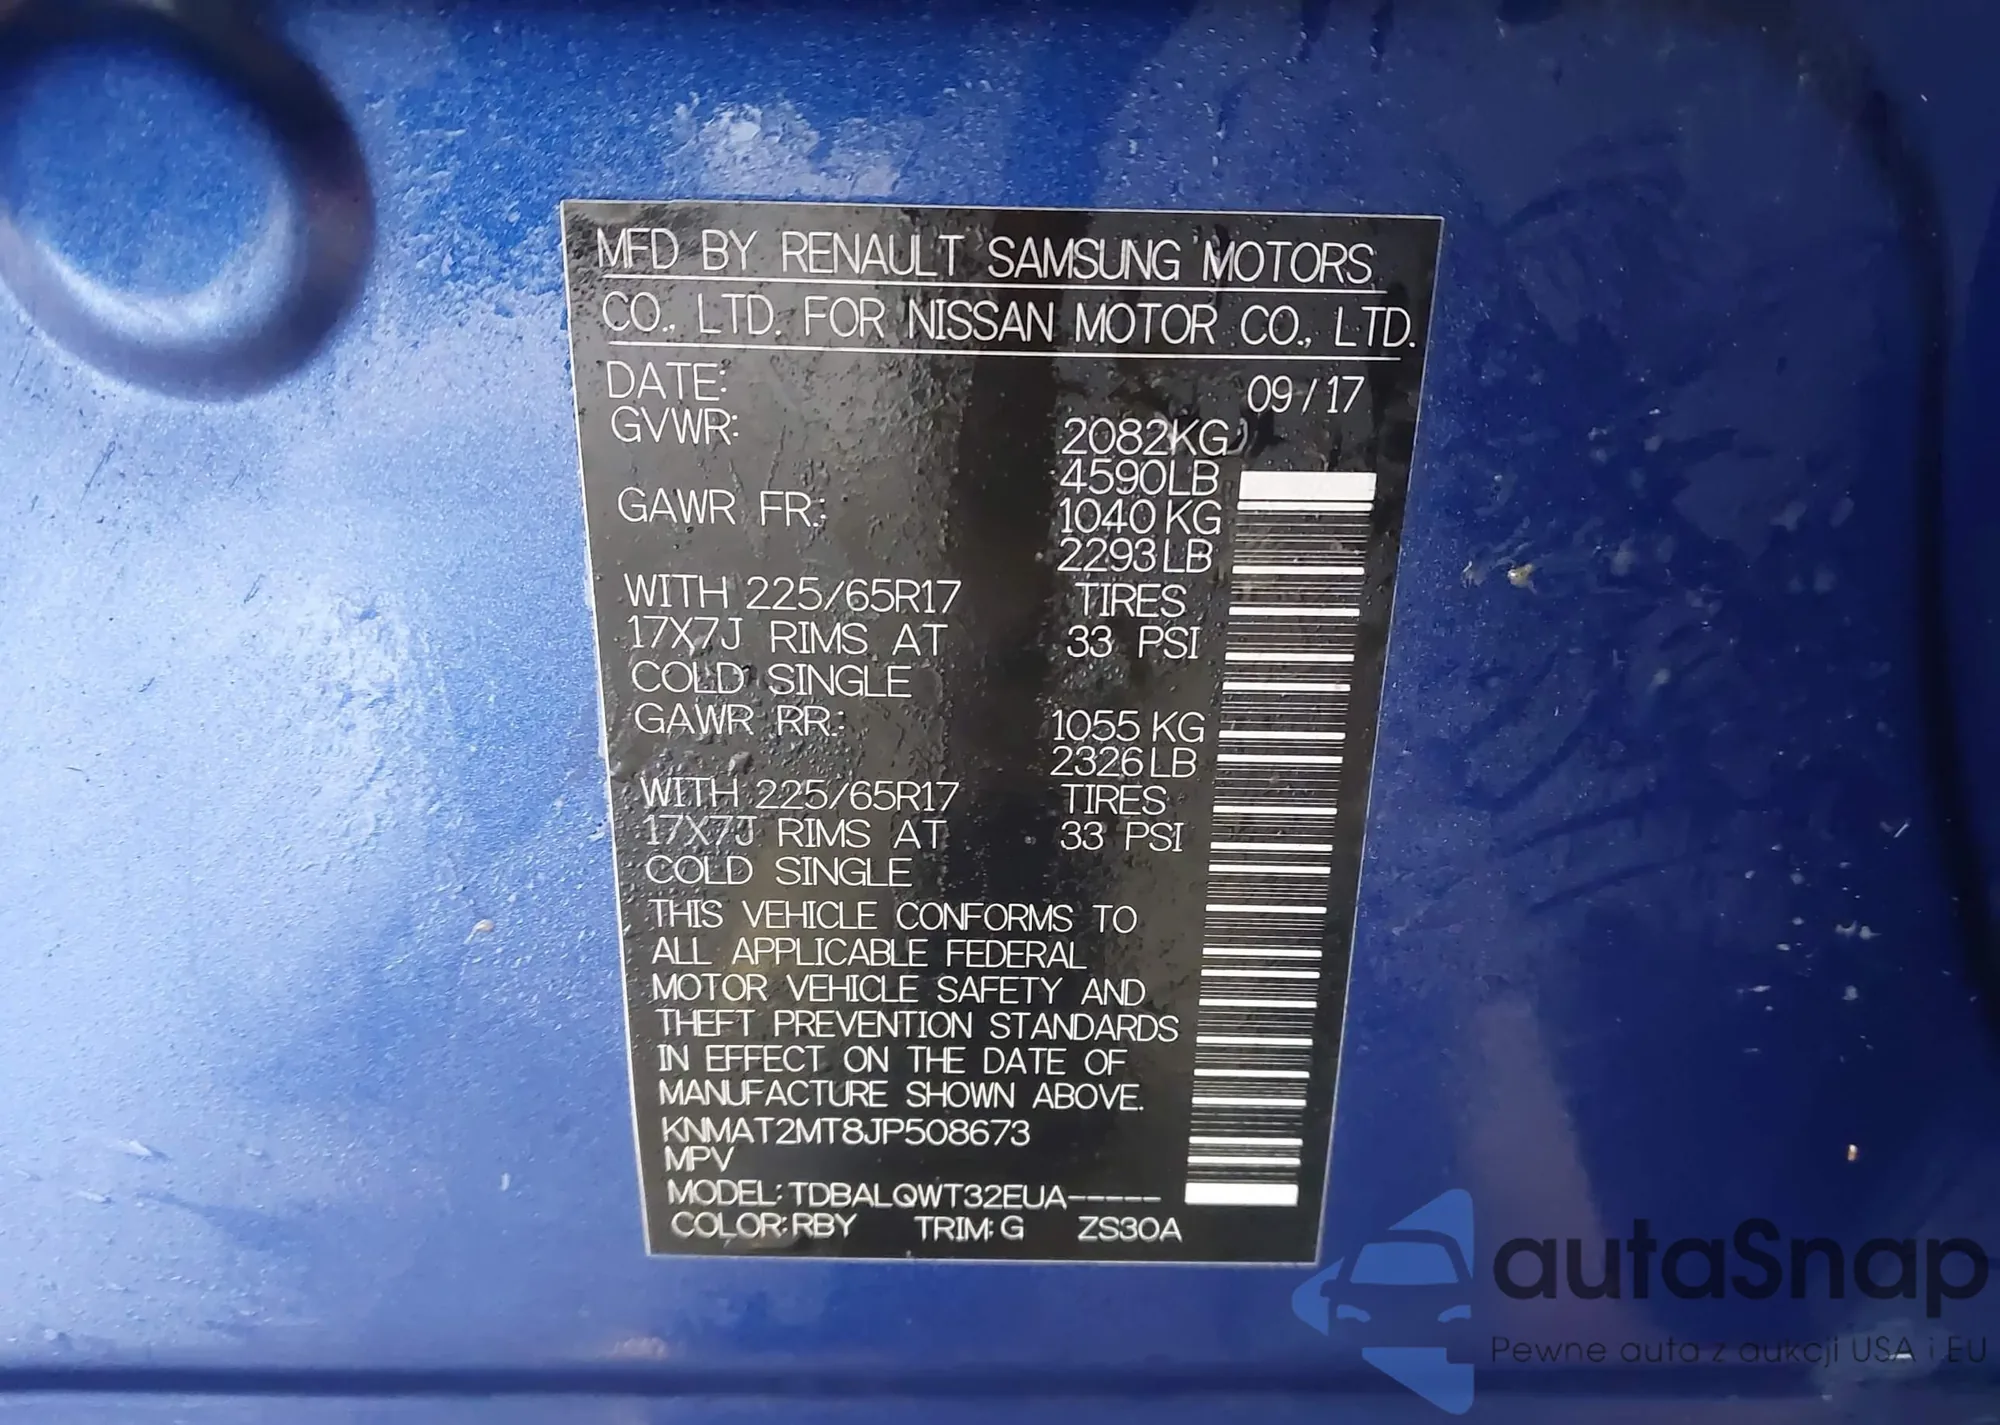 MFD BY RENAULT SAMSUNG MOTORS
CO., LTD. FOR NISSAN MOTOR CO., LTD.
DATE: 09/17
GVWR: 2082KG
4590LB
GAWR FR.: 1040 KG
2293LB
WITH 225/65R17 TIRES
17X7J RIMS AT 33 PSI
COLD SINGLE
GAWR RR.: 1055 KG
2326LB
WITH 225/65R17 TIRES
17X7J RIMS AT 33 PSI
COLD SINGLE
THIS VEHICLE CONFORMS TO
ALL APPLICABLE FEDERAL
MOTOR VEHICLE SAFETY AND
THEFT PREVENTION STANDARDS
IN EFFECT ON THE DATE OF
MANUFACTURE SHOWN ABOVE.
KNMAT2MT8JP508673
MPV
MODEL: TDBALQWT32EUA-----
COLOR: RBY TRIM: G ZS30A
autaSnap
Pewne auta z aukcji USA i EU